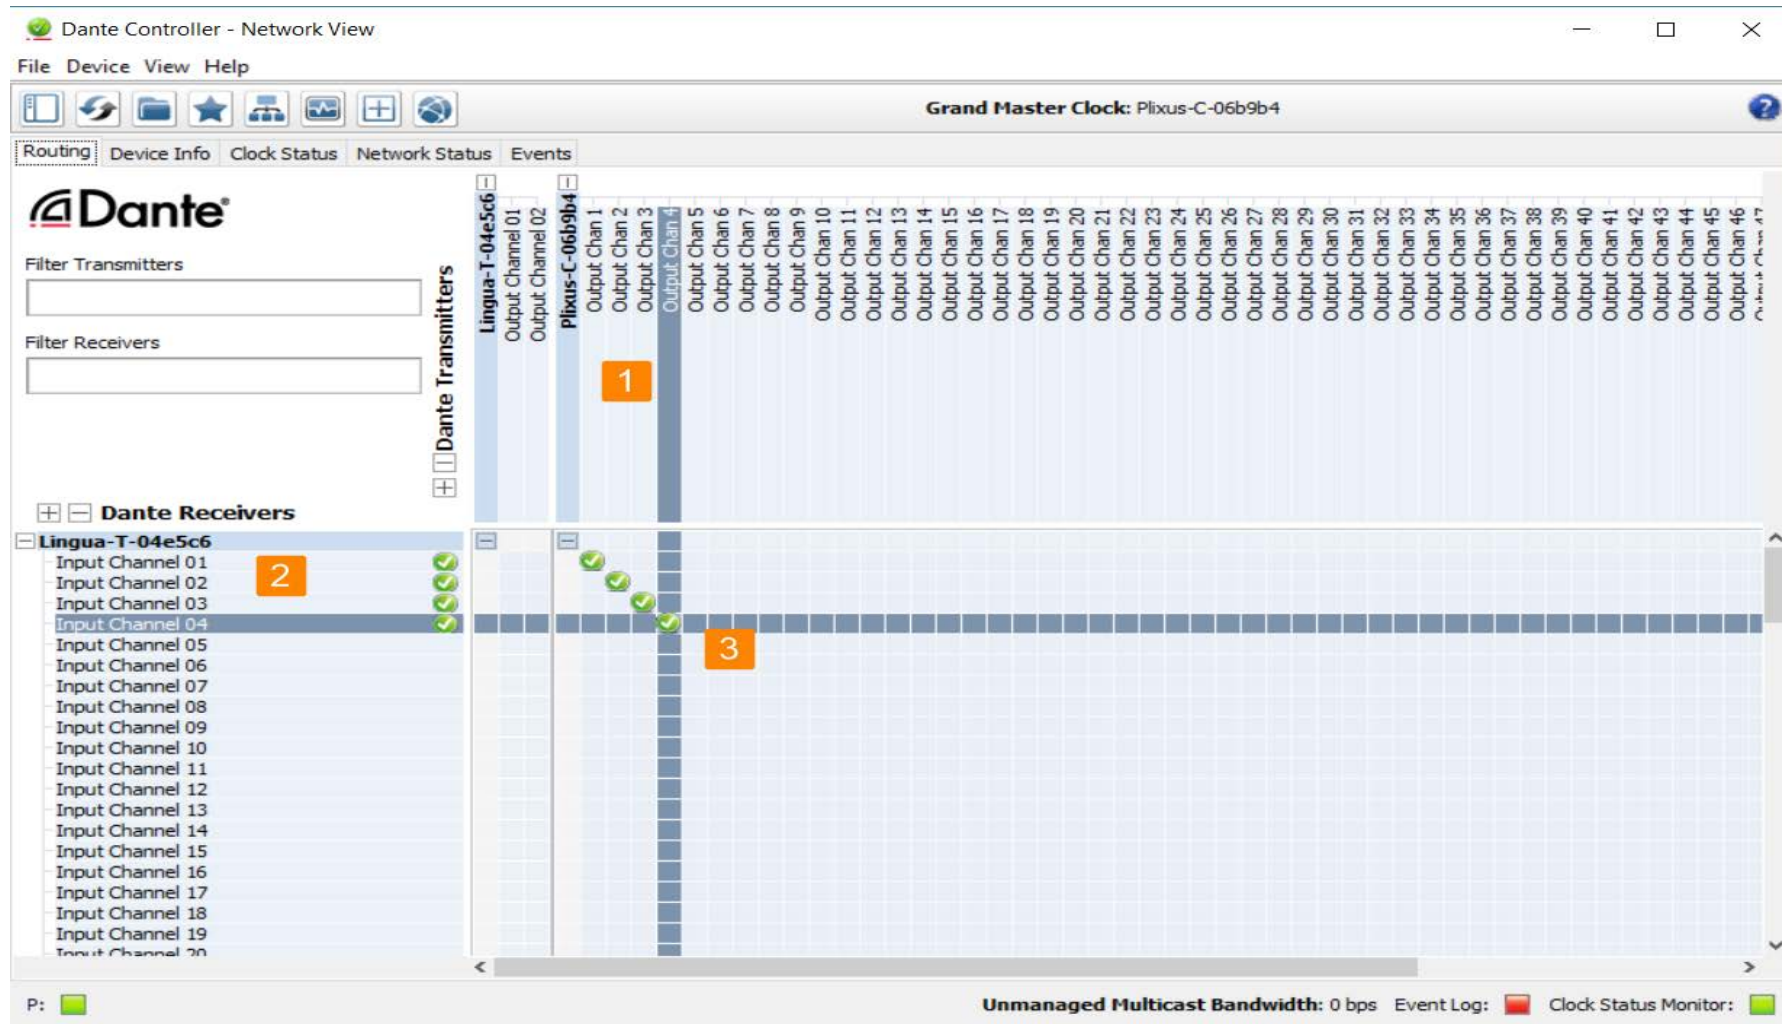 Dante Controller - Network View
File Device View Help
Grand Master Clock: Plixus-C-06b9b4
?
Routing Device Info Clock Status Network Status Events
Dante
Filter Transmitters
Filter Receivers
Dante Transmitters
Lingua-T-04e5c6
Output Channel 01
Output Channel 02
Plixus-C-06b9b4
Output Chan 1
Output Chan 2
Output Chan 3
Output Chan 4
Output Chan 5
Output Chan 6
Output Chan 7
Output Chan 8
Output Chan 9
Output Chan 10
Output Chan 11
Output Chan 12
Output Chan 13
Output Chan 14
Output Chan 15
Output Chan 16
Output Chan 17
Output Chan 18
Output Chan 19
Output Chan 20
Output Chan 21
Output Chan 22
Output Chan 23
Output Chan 24
Output Chan 25
Output Chan 26
Output Chan 27
Output Chan 28
Output Chan 29
Output Chan 30
Output Chan 31
Output Chan 32
Output Chan 33
Output Chan 34
Output Chan 35
Output Chan 36
Output Chan 37
Output Chan 38
Output Chan 39
Output Chan 40
Output Chan 41
Output Chan 42
Output Chan 43
Output Chan 44
Output Chan 45
Output Chan 46
Output Chan 47
1
Dante Receivers
Lingua-T-04e5c6
Input Channel 01
2
Input Channel 02
Input Channel 03
Input Channel 04
3
Input Channel 05
Input Channel 06
Input Channel 07
Input Channel 08
Input Channel 09
Input Channel 10
Input Channel 11
Input Channel 12
Input Channel 13
Input Channel 14
Input Channel 15
Input Channel 16
Input Channel 17
Input Channel 18
Input Channel 19
Input Channel 20
P:
Unmanaged Multicast Bandwidth: 0 bps Event Log: Clock Status Monitor: